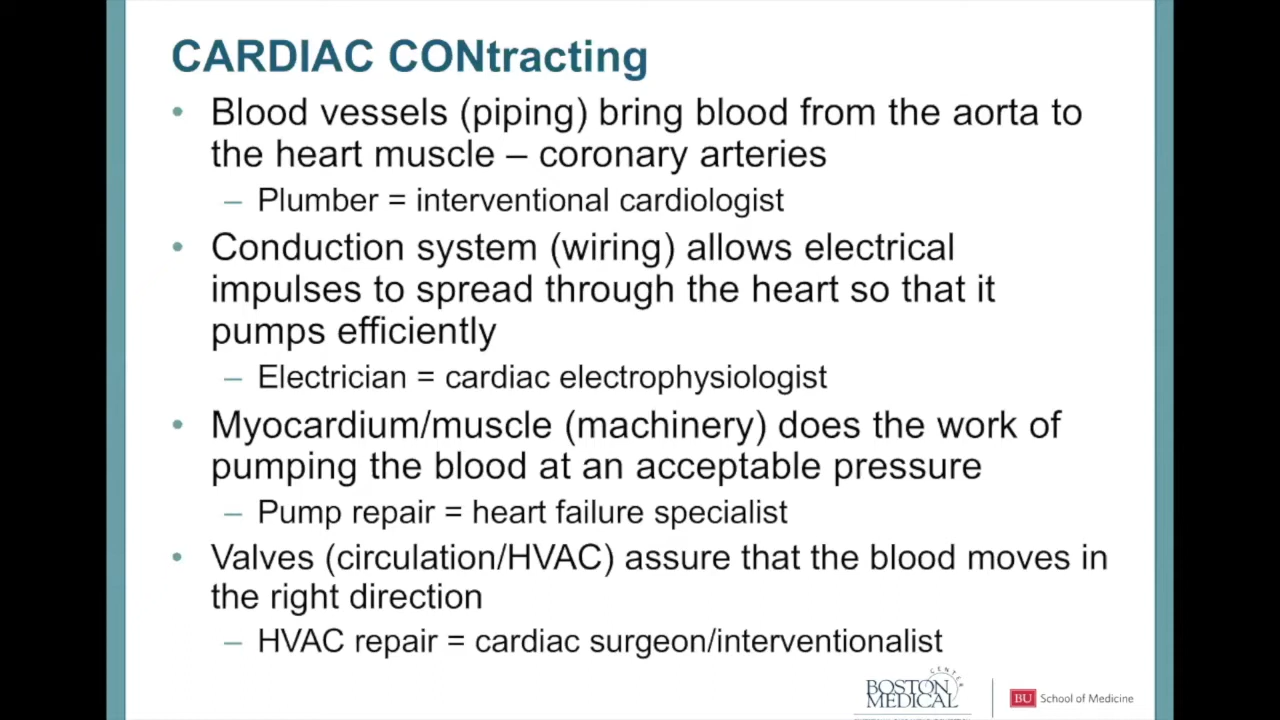 CARDIAC CONtracting
• Blood vessels (piping) bring blood from the aorta to
the heart muscle – coronary arteries
– Plumber = interventional cardiologist
• Conduction system (wiring) allows electrical
impulses to spread through the heart so that it
pumps efficiently
– Electrician = cardiac electrophysiologist
• Myocardium/muscle (machinery) does the work of
pumping the blood at an acceptable pressure
– Pump repair = heart failure specialist
• Valves (circulation/HVAC) assure that the blood moves in
the right direction
– HVAC repair = cardiac surgeon/interventionalist
BOSTON
MEDICAL
CENTER
BU School of Medicine